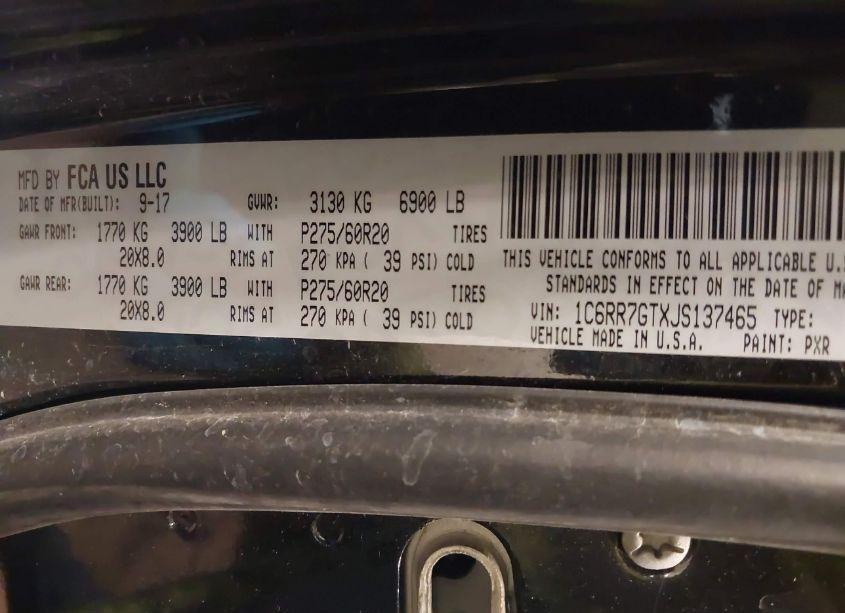 MFD BY FCA US LLC
DATE OF MFR(BUILT): 9-17 GVWR: 3130 KG 6900 LB
GAWR FRONT: 1770 KG 3900 LB WITH P275/60R20 TIRES
20X8.0 RIMS AT 270 KPA ( 39 PSI) COLD
GAWR REAR: 1770 KG 3900 LB WITH P275/60R20 TIRES
20X8.0 RIMS AT 270 KPA ( 39 PSI) COLD
THIS VEHICLE CONFORMS TO ALL APPLICABLE U.S
STANDARDS IN EFFECT ON THE DATE OF MA
VIN: 1C6RR7GTXJS137465 TYPE:
VEHICLE MADE IN U.S.A. PAINT: PXR